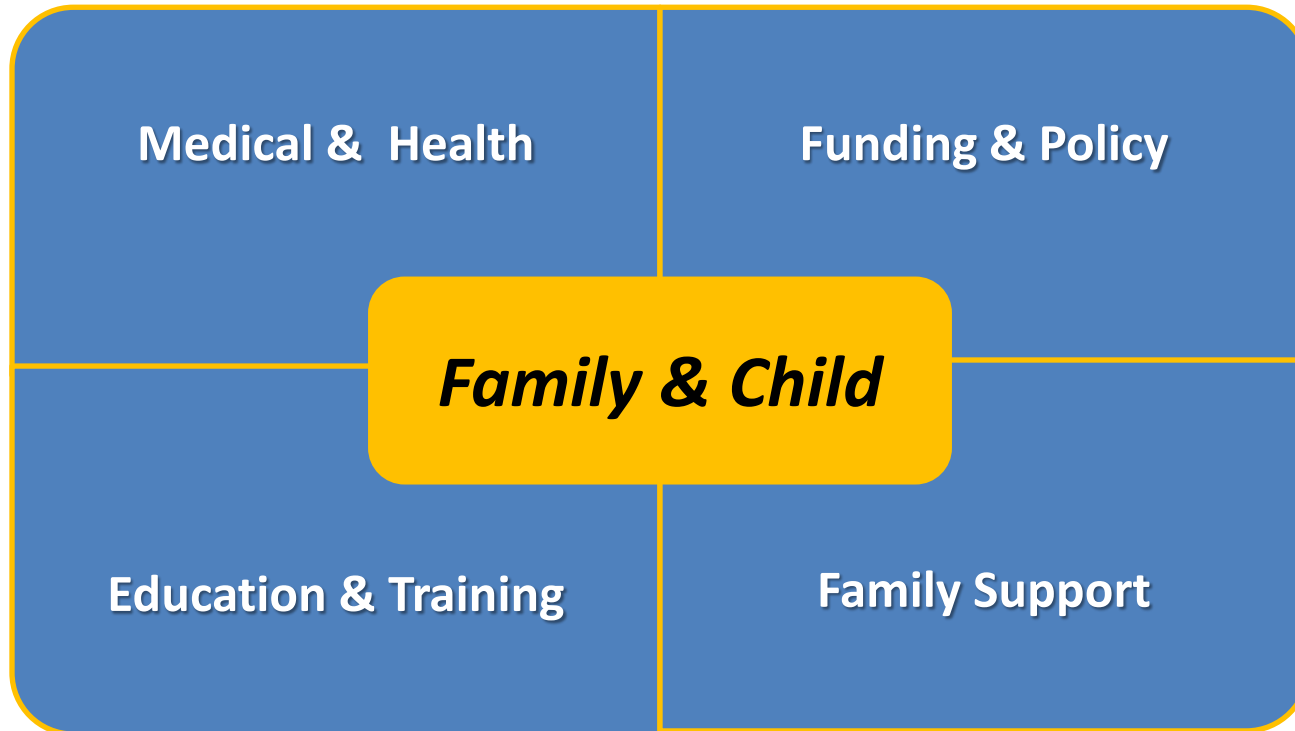 Medical &  Health
Funding & Policy
Family & Child
Education & Training
Family Support